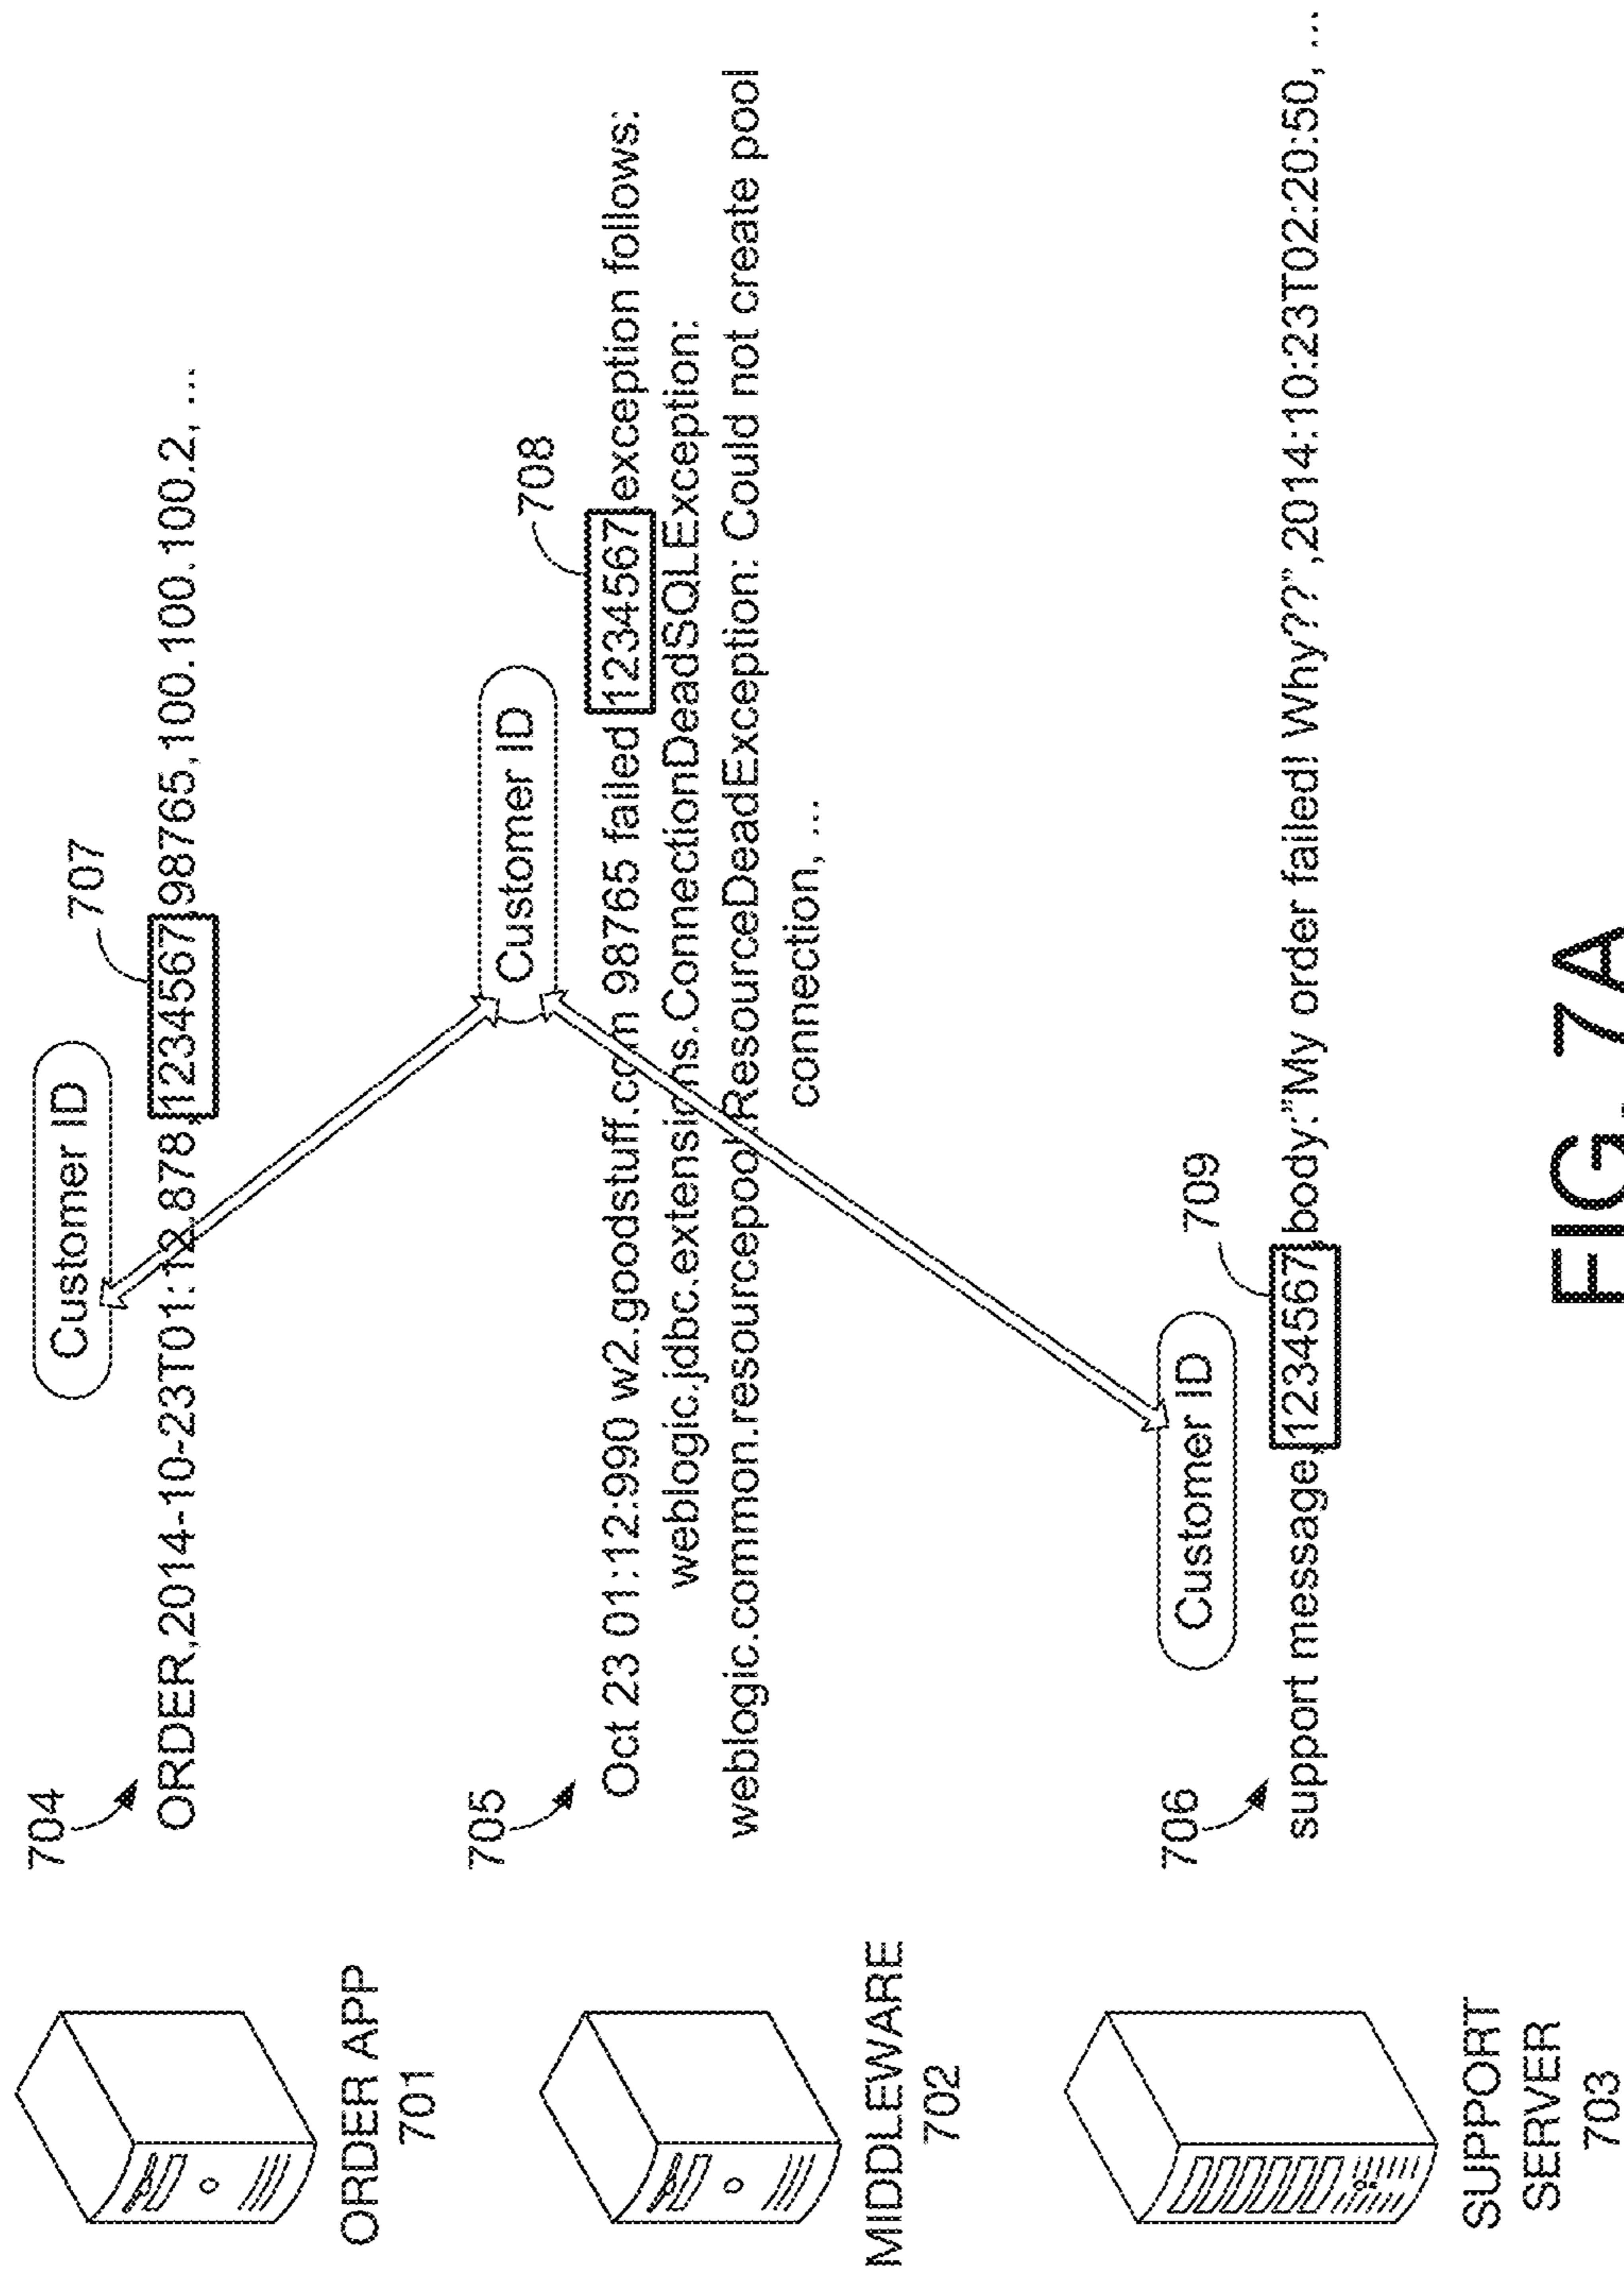 704
Customer ID
707
ORDER,2014-10-23T01:12.878,1234567,98765,100.100.100.2, ...
ORDER APP
701
705
Customer ID
708
Oct 23 01:12:990 w2.goodstuff.com 98765 failed 1234567,exception follows:
weblogic.jdbc.extensions.ConnectionDeadSQLException:
weblogic.common.resourcepool.ResourceDeadException: Could not create pool
connection, ...
MIDDLEWARE
702
706
Customer ID
709
support message,1234567,body:"My order failed! Why??",2014:10:23T02:20:50, ...
SUPPORT
SERVER
703
FIG. 7A